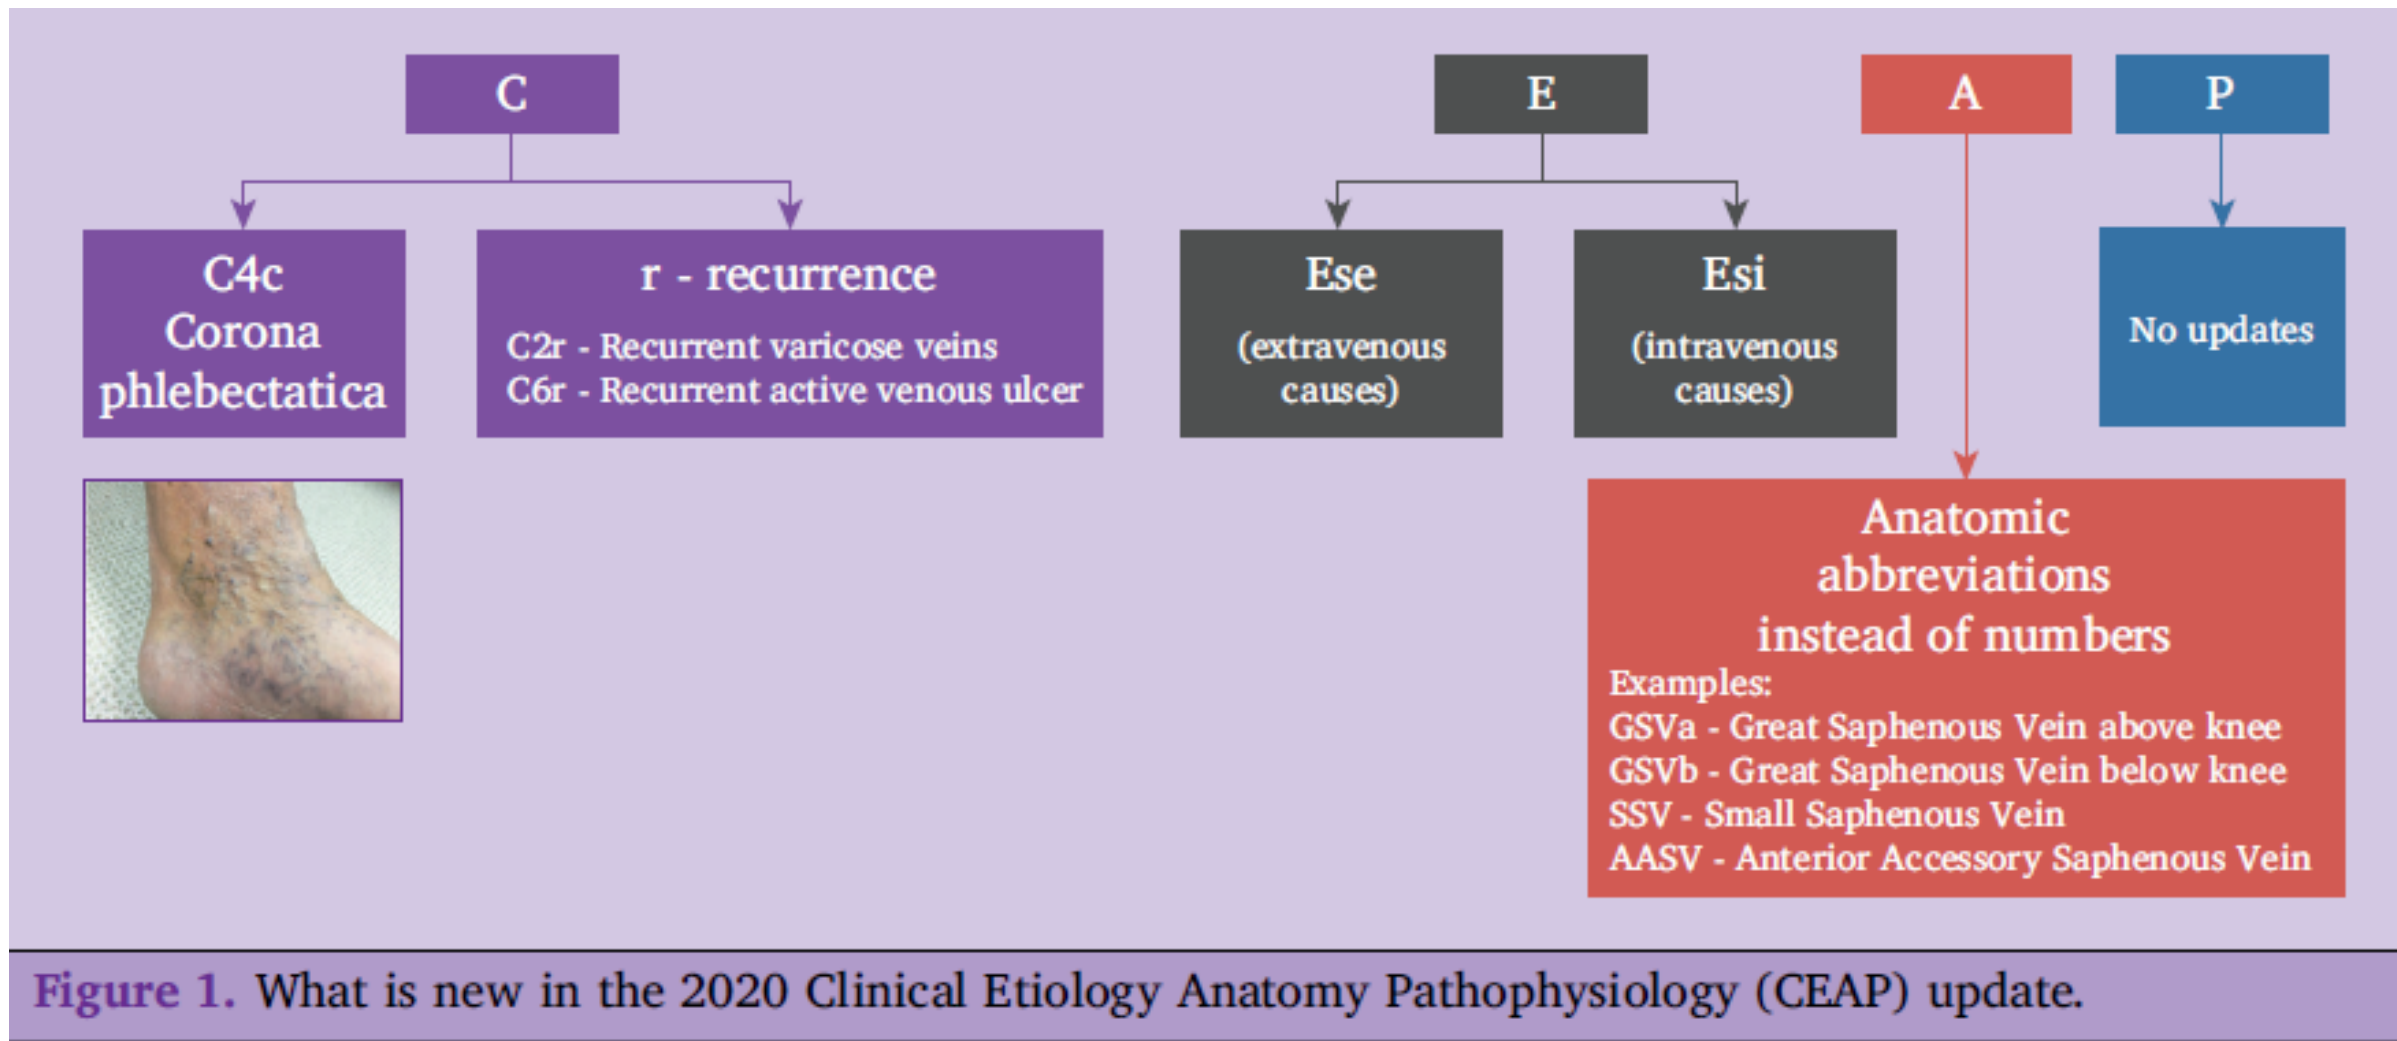 C
E
A
P
C4c
Corona
phlebectatica
r - recurrence
C2r - Recurrent varicose veins
C6r - Recurrent active venous ulcer
Ese
(extravenous
causes)
Esi
(intravenous
causes)
No updates
Anatomic
abbreviations
instead of numbers
Examples:
GSVa - Great Saphenous Vein above knee
GSVb - Great Saphenous Vein below knee
SSV - Small Saphenous Vein
AASV - Anterior Accessory Saphenous Vein
Figure 1. What is new in the 2020 Clinical Etiology Anatomy Pathophysiology (CEAP) update.